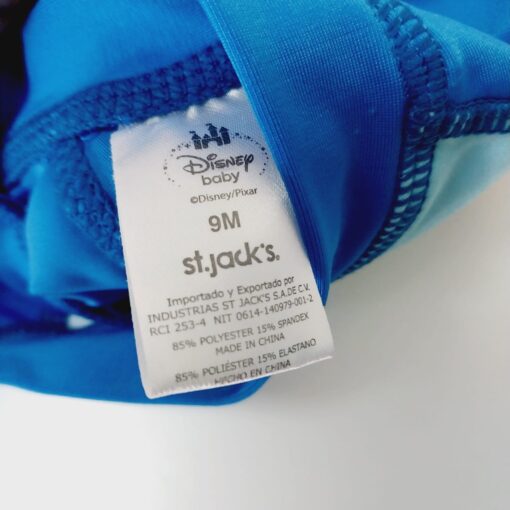 Disney
baby
©Disney/Pixar
9M
st.jack's®
Importado y Exportado por
INDUSTRIAS ST JACK'S S.A.DE C.V.
RCI 253-4 NIT 0614-140979-001-2
85% POLYESTER 15% SPANDEX
MADE IN CHINA
85% POLIÉSTER 15% ELASTANO
HECHO EN CHINA